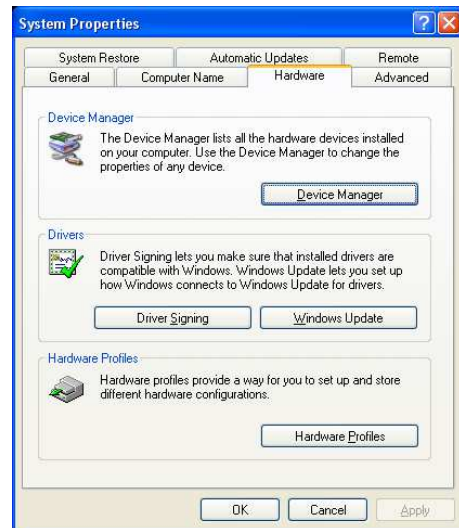 System Properties
System Restore Automatic Updates Remote
General Computer Name Hardware Advanced
Device Manager
The Device Manager lists all the hardware devices installed
on your computer. Use the Device Manager to change the
properties of any device.
Device Manager
Drivers
Driver Signing lets you make sure that installed drivers are
compatible with Windows. Windows Update lets you set up
how Windows connects to Windows Update for drivers.
Driver Signing Windows Update
Hardware Profiles
Hardware profiles provide a way for you to set up and store
different hardware configurations.
Hardware Profiles
OK Cancel Apply